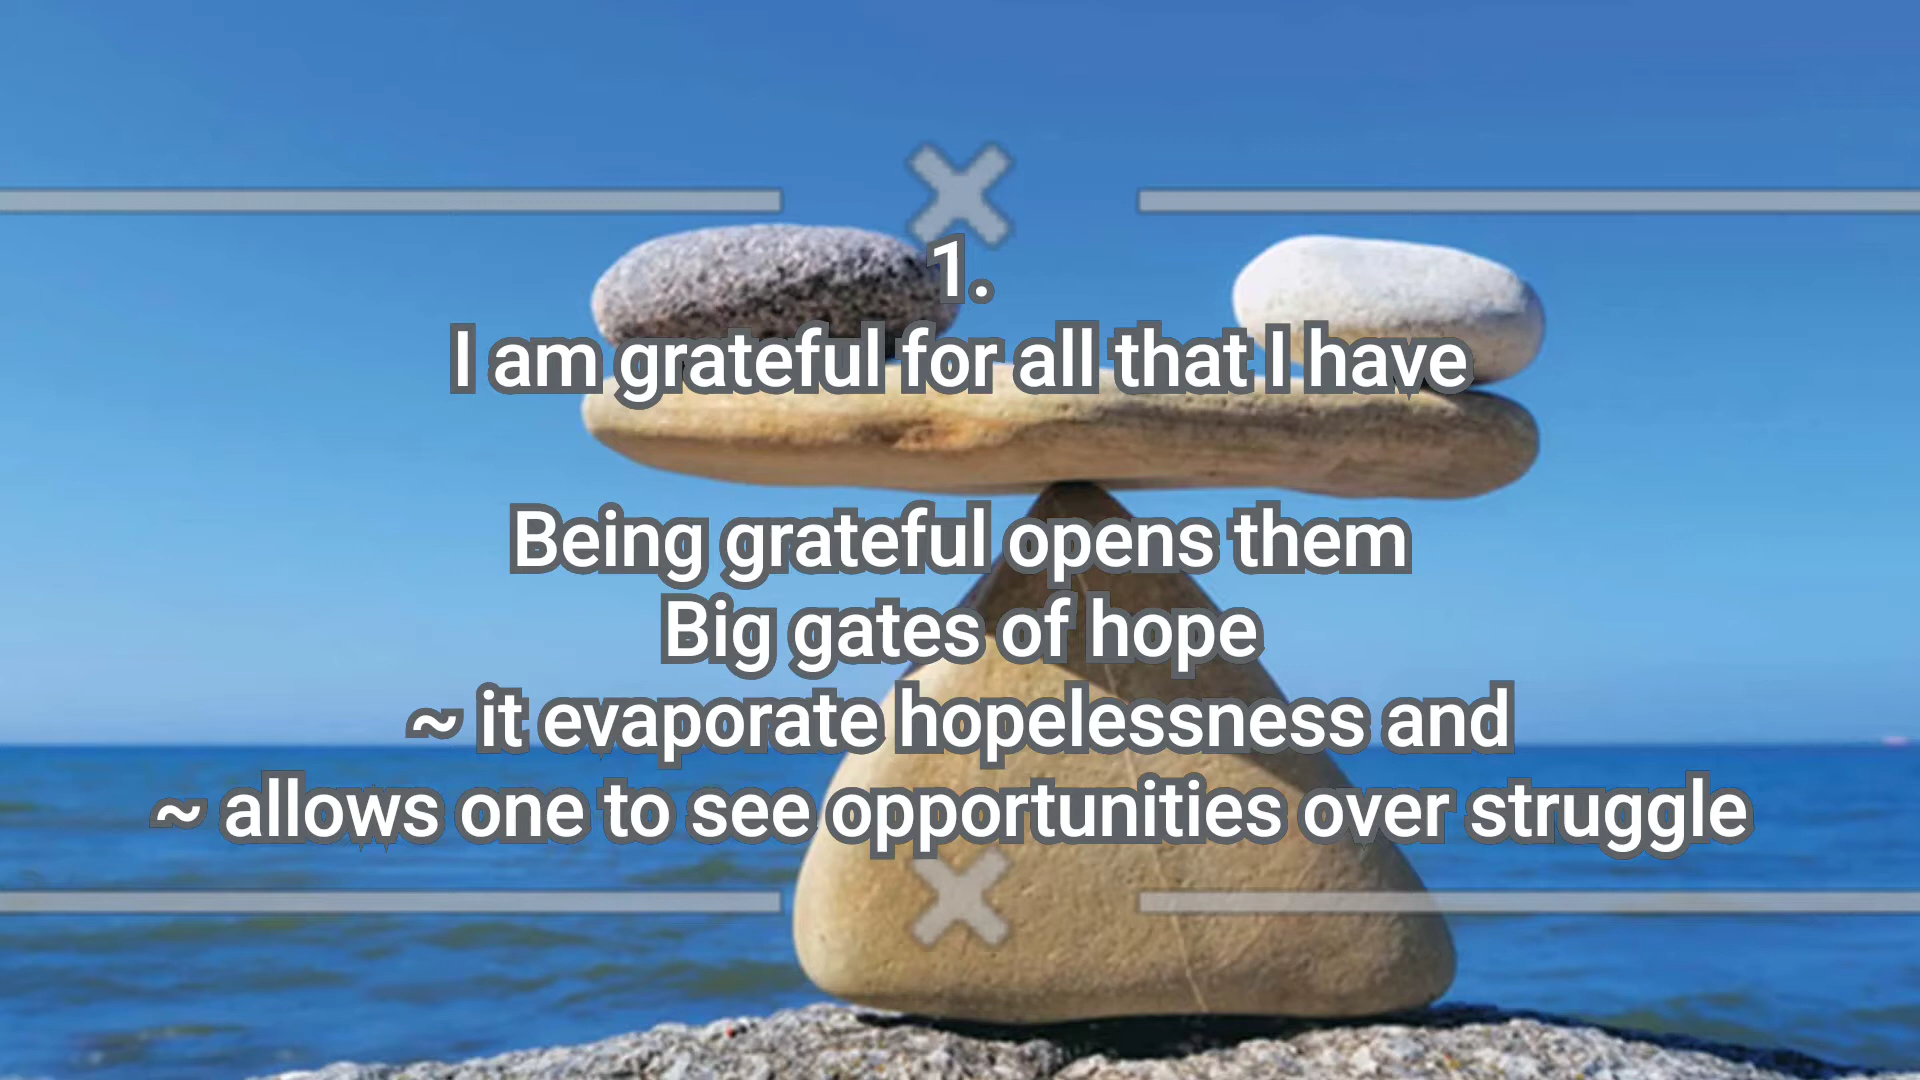 1.
I am grateful for all that I have
Being grateful opens them
Big gates of hope
~ it evaporate hopelessness and
~ allows one to see opportunities over struggle